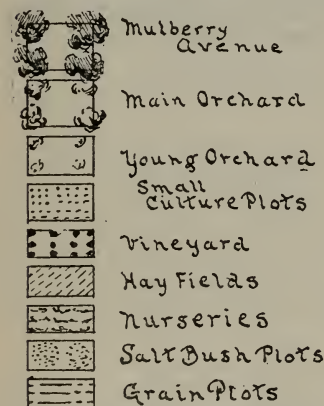 Mulberry
Avenue
Main Orchard
Young Orchard
Small
Culture Plots
Vineyard
Hay Fields
Nurseries
Salt Bush Plots
Grain Plots